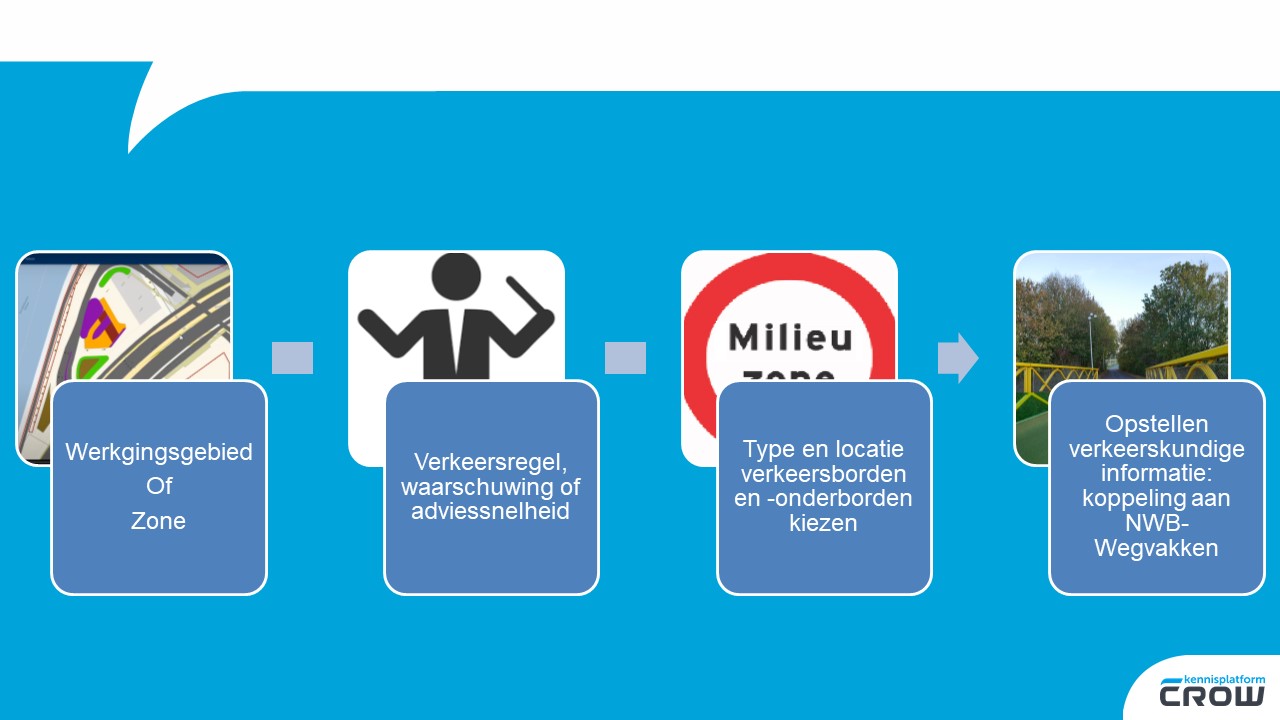 Werkgingsgebied
Of
Zone
Verkeersregel,
waarschuwing of
adviessnelheid
Milieu
zone
Type en locatie
verkeersborden
en -onderborden
kiezen
Opstellen
verkeerskundige
informatie:
koppeling aan
NWB-
Wegvakken
kennisplatform
CROW